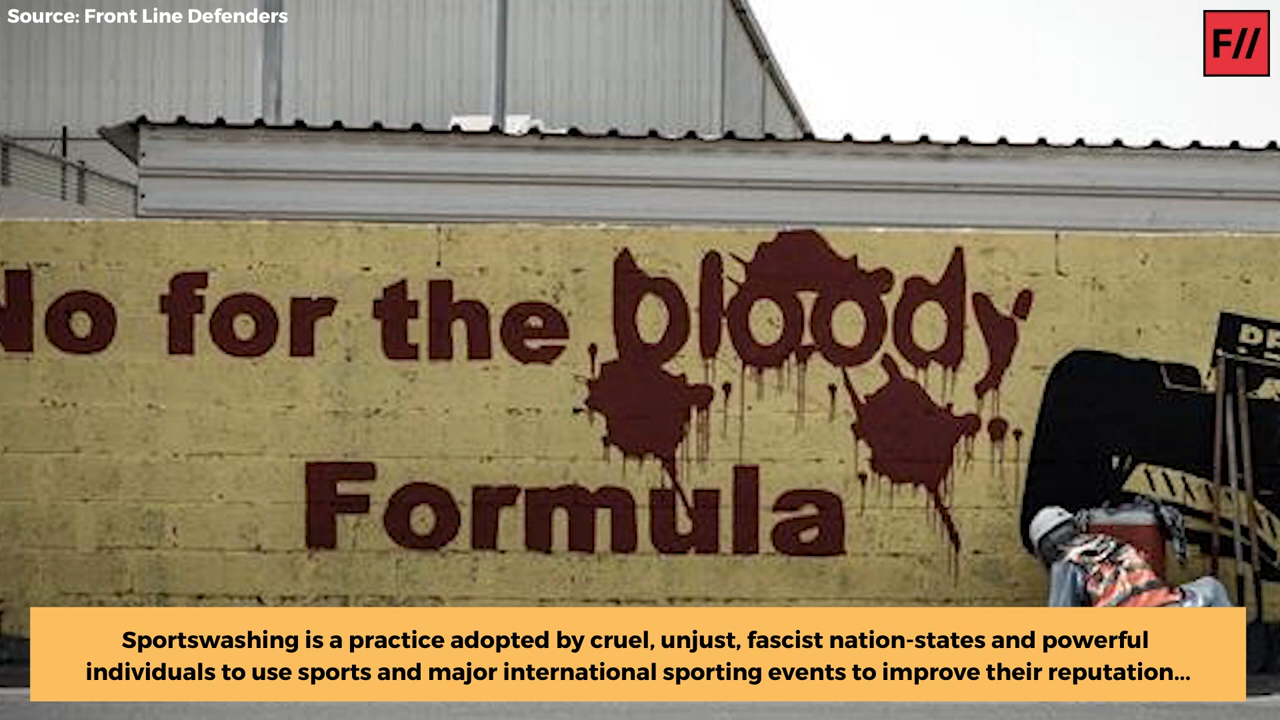 Source: Front Line Defenders
F//
No for the bloody
Formula
Sportswashing is a practice adopted by cruel, unjust, fascist nation-states and powerful
individuals to use sports and major international sporting events to improve their reputation...